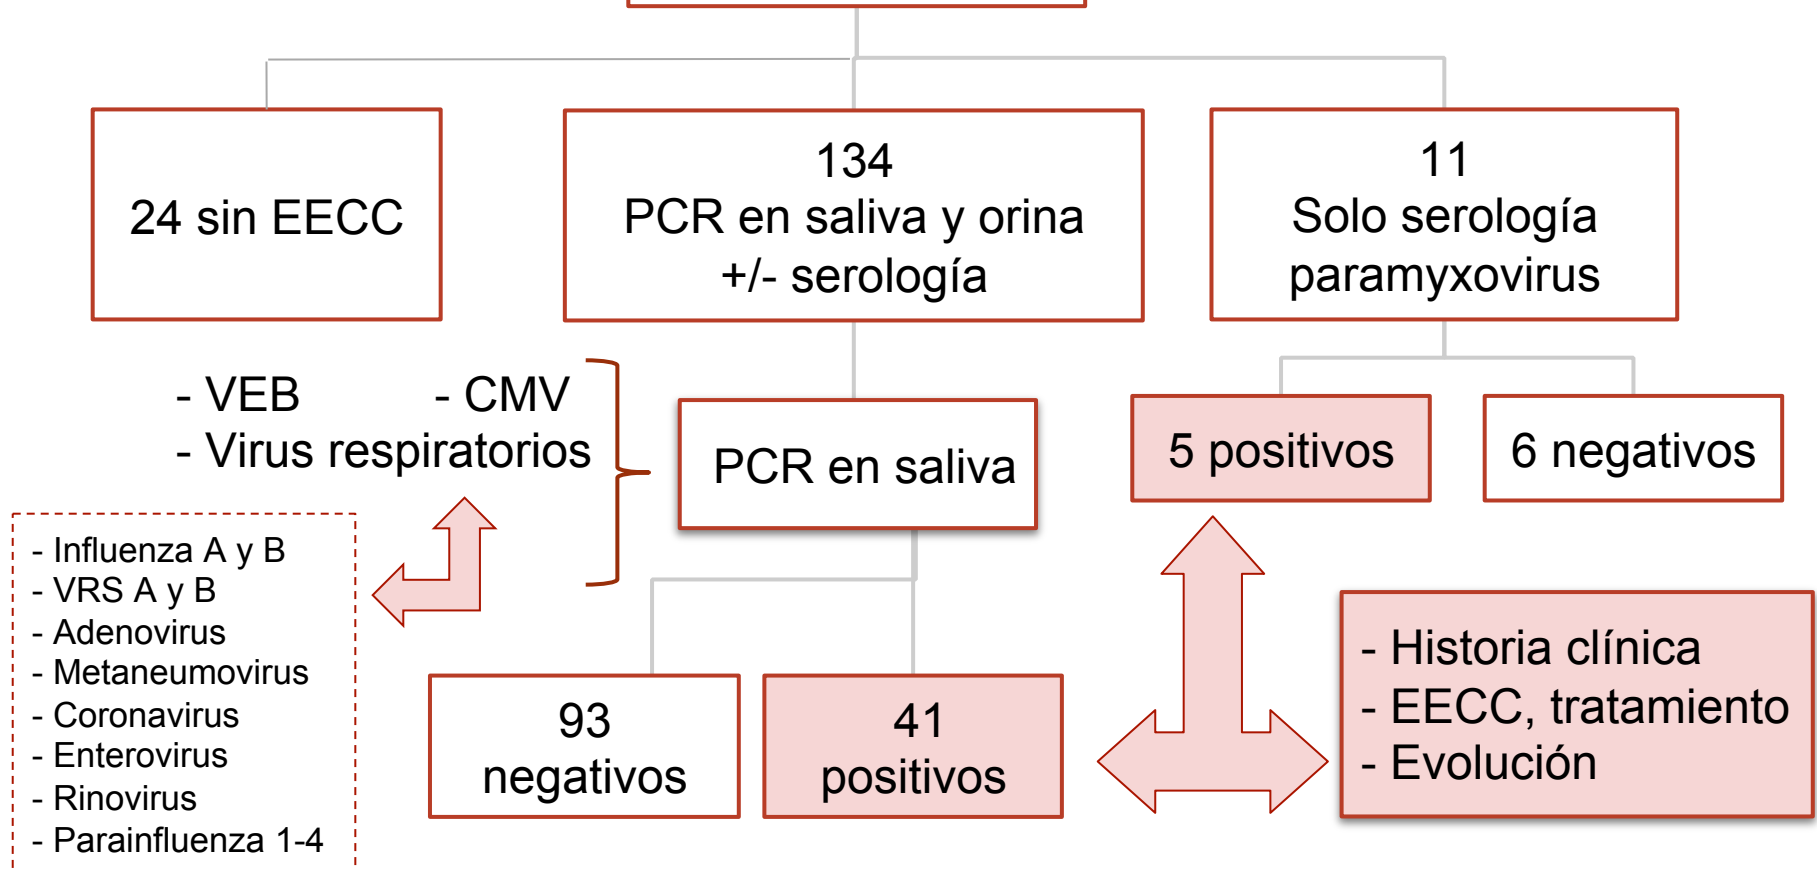 24 sin EECC
134
PCR en saliva y orina
+/- serología
11
Solo serología
paramyxovirus
- VEB - CMV
- Virus respiratorios
PCR en saliva
5 positivos
6 negativos
- Influenza A y B
- VRS A y B
- Adenovirus
- Metaneumovirus
- Coronavirus
- Enterovirus
- Rinovirus
- Parainfluenza 1-4
93
negativos
41
positivos
- Historia clínica
- EECC, tratamiento
- Evolución